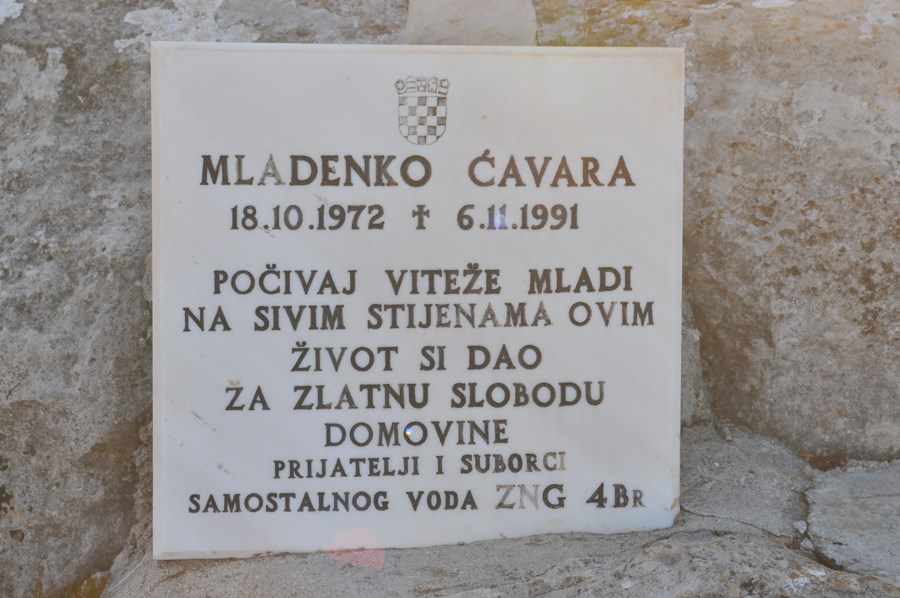 MLADENKO ĆAVARA
18.10.1972 ✝ 6.11.1991
POČIVAJ VITEŽE MLADI
NA SIVIM STIJENAMA OVIM
ŽIVOT SI DAO
ŽA ZLATNU SLOBODU
DOMOVINE
PRIJATELJI I SUBORCI
SAMOSTALNOG VODA ZNG 4BR